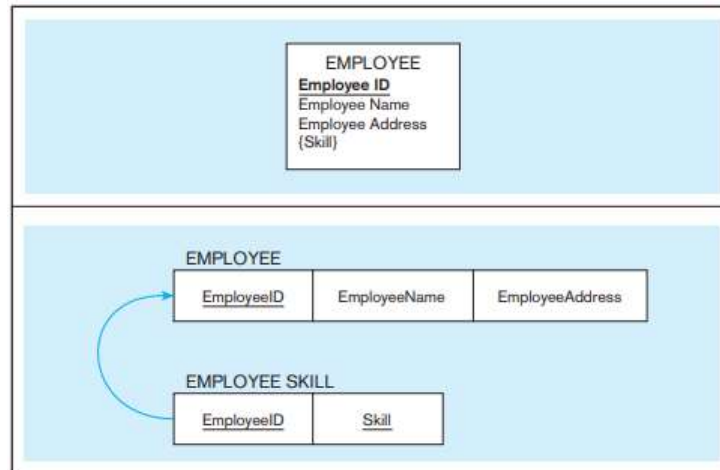 EMPLOYEE
Employee ID
Employee Name
Employee Address
{Skill}
EMPLOYEE
EmployeeID EmployeeName EmployeeAddress
EMPLOYEE SKILL
EmployeeID Skill